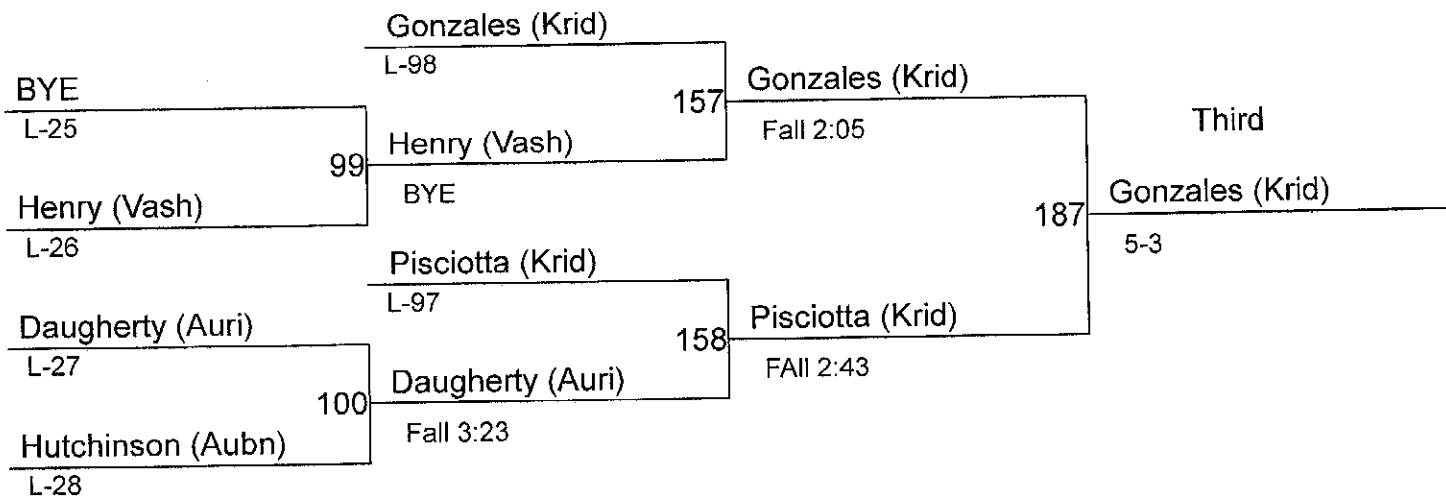 Gonzales (Krid)
L-98
BYE
L-25
157
Gonzales (Krid)
Fall 2:05
Third
99
Henry (Vash)
BYE
Henry (Vash)
L-26
187
Gonzales (Krid)
5-3
Pisciotta (Krid)
L-97
Daugherty (Auri)
L-27
158
Pisciotta (Krid)
FAll 2:43
100
Daugherty (Auri)
Fall 3:23
Hutchinson (Aubn)
L-28